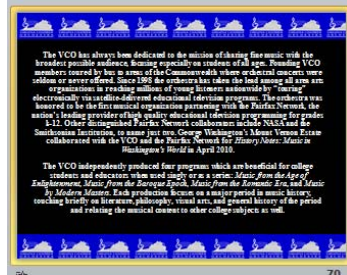 The VCO has always been dedicated to the mission of sharing fine music with the
broadest possible audience, focusing especially on students of all ages. Founding VCO
members toured by bus to areas of the Commonwealth where orchestral concerts were
seldom or never offered. Since 1998 the orchestra has taken the lead among all area arts
organizations in reaching millions of young listeners nationwide by "touring"
electronically via satellite-delivered educational television programs. The orchestra was
honored to be the first musical organization partnering with the Fairfax Network, the
nation's leading provider of high quality educational television programming for grades
k-12. Other distinguished Fairfax Network collaborators include NASA and the
Smithsonian Institution, to name just two. George Washington's Mount Vernon Estate
collaborated with the VCO and the Fairfax Network for History Notes: Music in
Washington's World in April 2010.
The VCO independently produced four programs which are beneficial for college
students and educators when used singly or as a series: Music from the Age of
Enlightenment, Music from the Baroque Epoch, Music from the Romantic Era, and Music
by Modern Masters. Each production focuses on a major period in music history,
touching briefly on literature, philosophy, visual arts, and general history of the period
and relating the musical content to other college subjects as well.
70